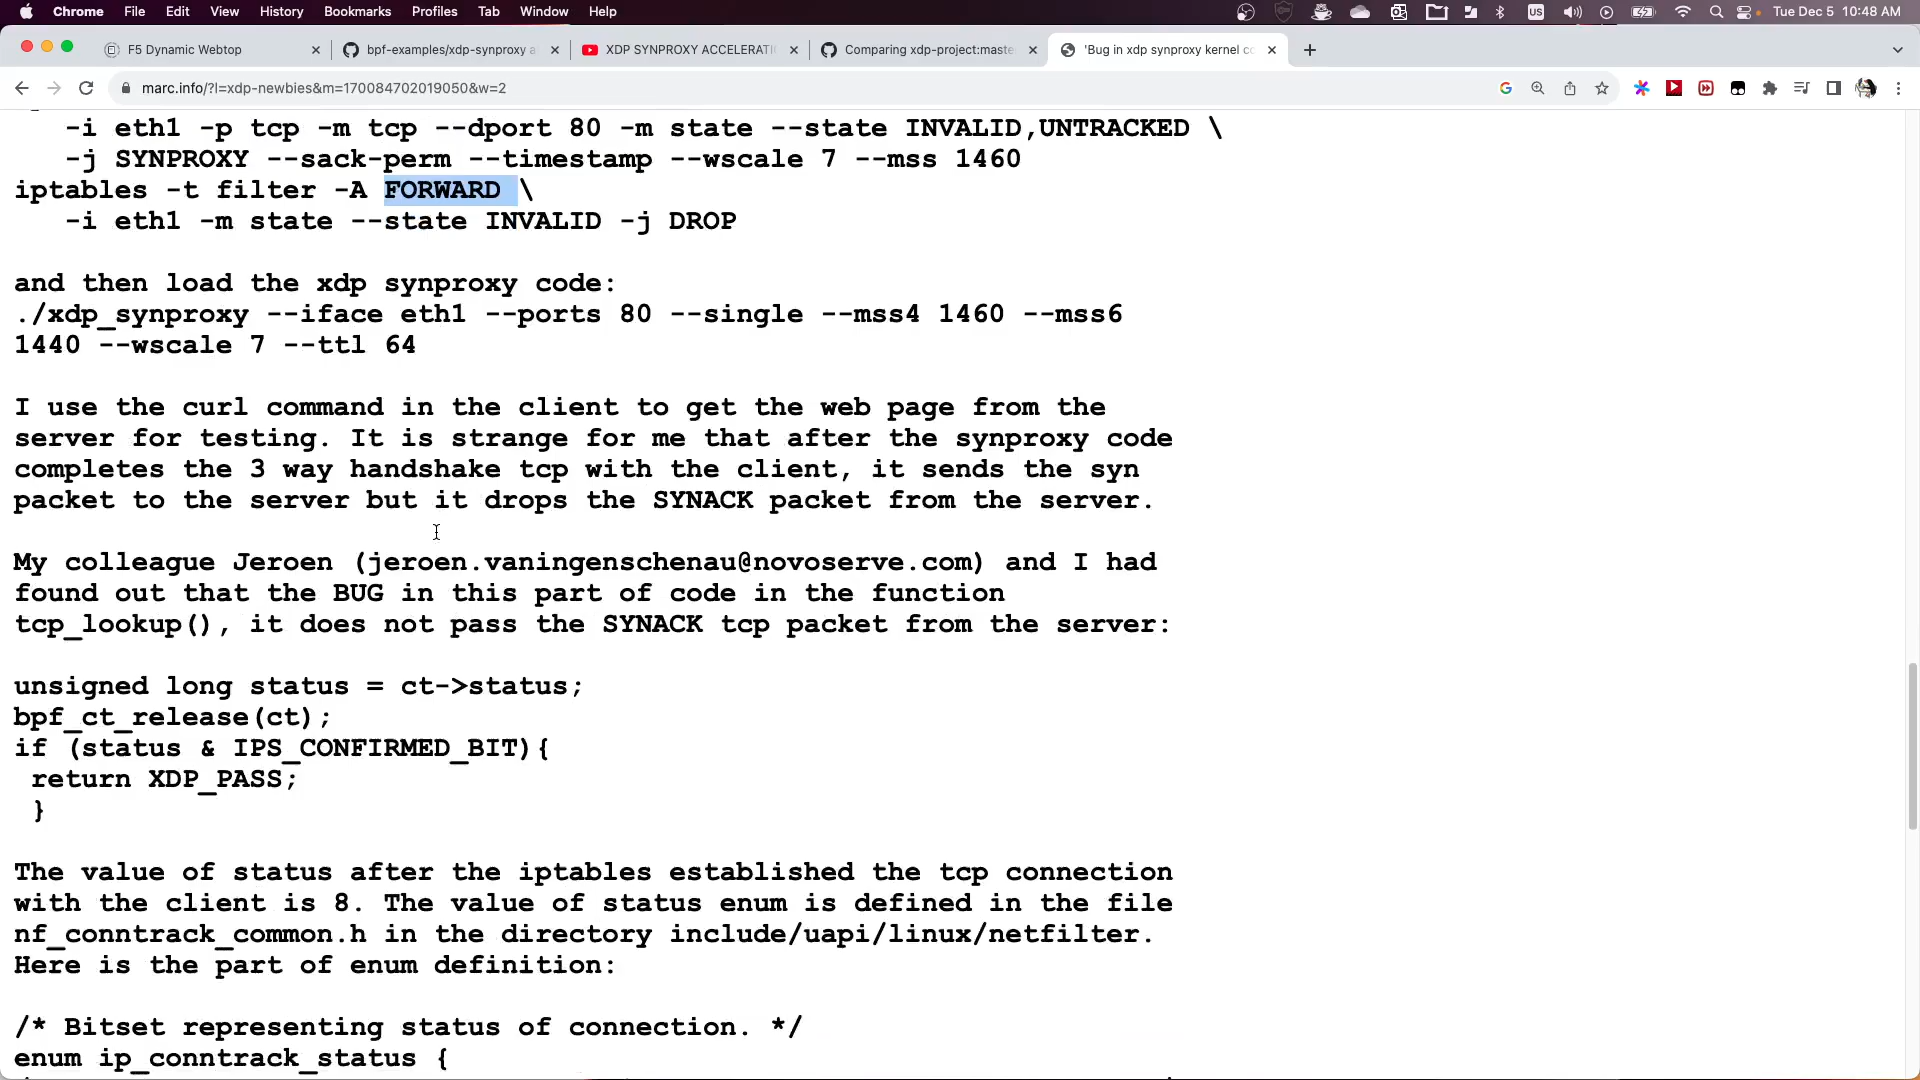 Chrome File Edit View History Bookmarks Profiles Tab Window Help US Tue Dec 5 10:48 AM
F5 Dynamic Webtop bpf-examples/xdp-synproxy a XDP SYNPROXY ACCELERATI Comparing xdp-project:maste 'Bug in xdp synproxy kernel co
marc.info/?l=xdp-newbies&m=170084702019050&w=2
-i eth1 -p tcp -m tcp --dport 80 -m state --state INVALID,UNTRACKED \
-j SYNPROXY --sack-perm --timestamp --wscale 7 --mss 1460
iptables -t filter -A FORWARD \
-i eth1 -m state --state INVALID -j DROP
and then load the xdp synproxy code:
./xdp_synproxy --iface eth1 --ports 80 --single --mss4 1460 --mss6
1440 --wscale 7 --ttl 64
I use the curl command in the client to get the web page from the
server for testing. It is strange for me that after the synproxy code
completes the 3 way handshake tcp with the client, it sends the syn
packet to the server but it drops the SYNACK packet from the server.
My colleague Jeroen (jeroen.vaningenschenau@novoserve.com) and I had
found out that the BUG in this part of code in the function
tcp_lookup(), it does not pass the SYNACK tcp packet from the server:
unsigned long status = ct->status;
bpf_ct_release(ct);
if (status & IPS_CONFIRMED_BIT){
return XDP_PASS;
}
The value of status after the iptables established the tcp connection
with the client is 8. The value of status enum is defined in the file
nf_conntrack_common.h in the directory include/uapi/linux/netfilter.
Here is the part of enum definition:
/* Bitset representing status of connection. */
enum ip_conntrack_status {